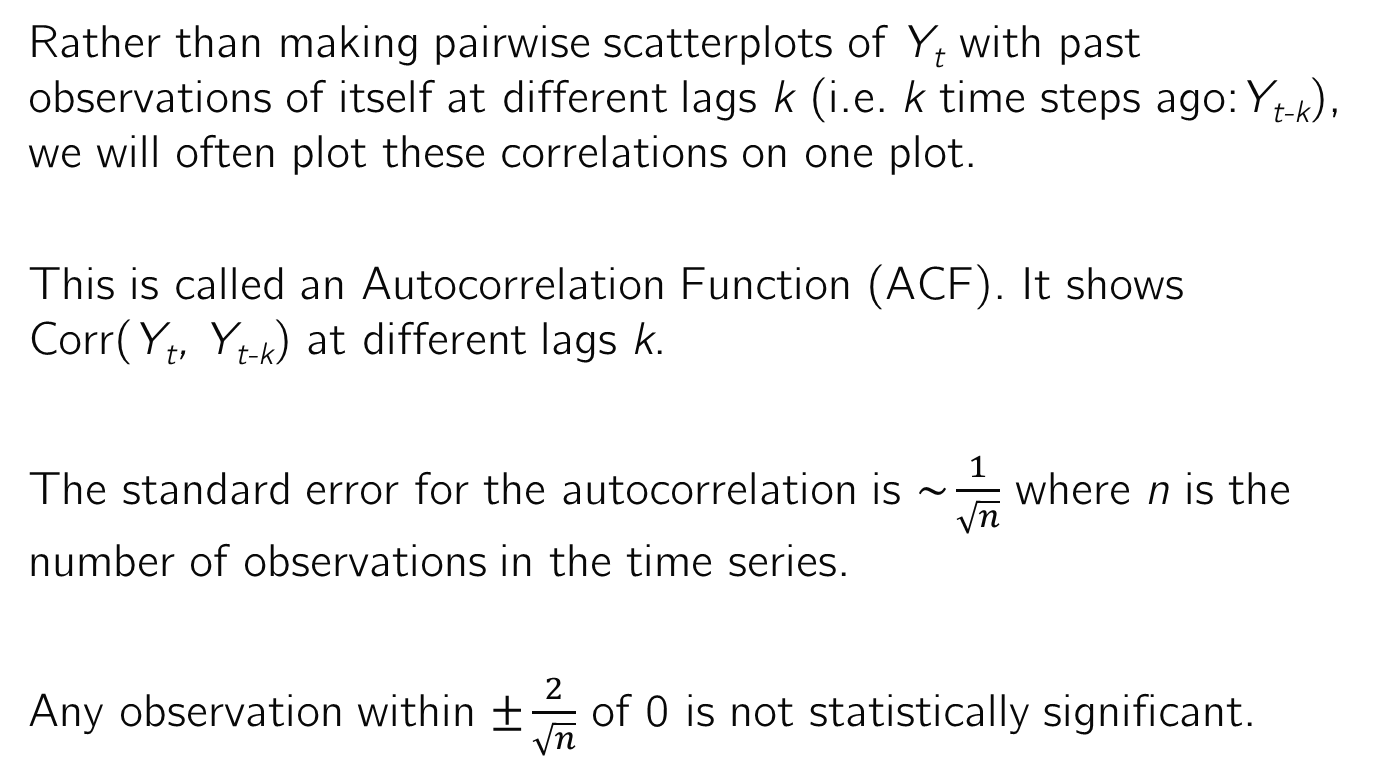 Rather than making pairwise scatterplots of Yₜ with past
observations of itself at different lags k (i.e. k time steps ago: Yₜ₋ₖ),
we will often plot these correlations on one plot.
This is called an Autocorrelation Function (ACF). It shows
Corr(Yₜ, Yₜ₋ₖ) at different lags k.
The standard error for the autocorrelation is ~ 1/√n where n is the
number of observations in the time series.
Any observation within ± 2/√n of 0 is not statistically significant.